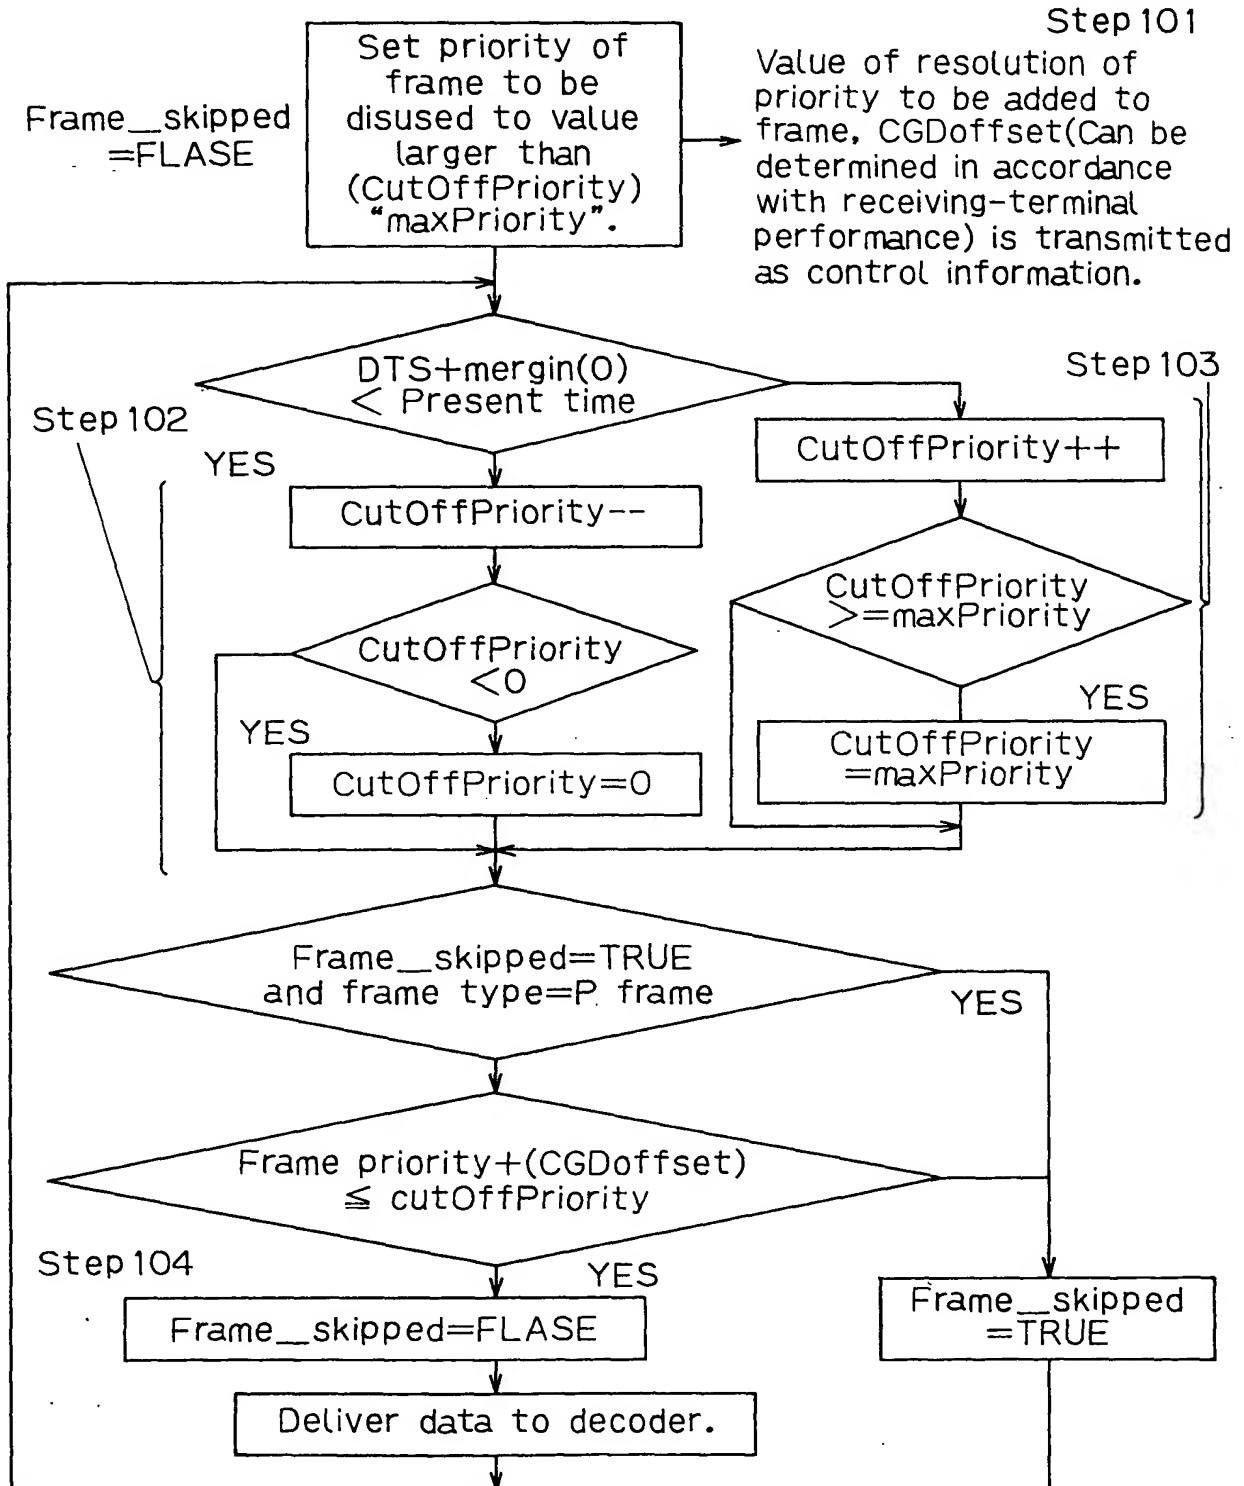 Step 101
Set priority of
frame to be
disused to value
larger than
(CutOffPriority)
"maxPriority".
Frame__skipped
=FLASE
Value of resolution of
priority to be added to
frame, CGDoffset(Can be
determined in accordance
with receiving-terminal
performance) is transmitted
as control information.
DTS+mergin(0)
< Present time
Step 103
Step 102
YES
CutOffPriority++
CutOffPriority--
CutOffPriority
>=maxPriority
CutOffPriority
<0
YES
YES
CutOffPriority
=maxPriority
CutOffPriority=0
Frame__skipped=TRUE
and frame type=P frame
YES
Frame priority+(CGDoffset)
≦ cutOffPriority
Step 104
YES
Frame__skipped=FLASE
Frame__skipped
=TRUE
Deliver data to decoder.